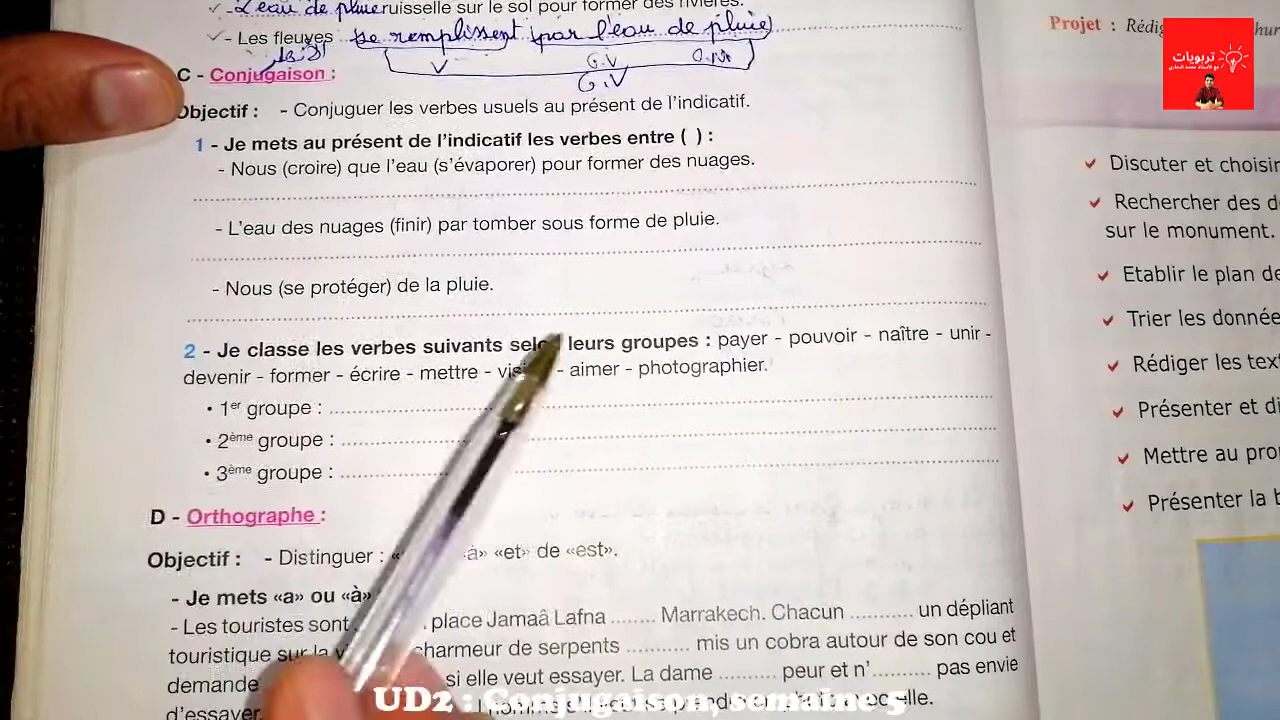 - L'eau de pluie ruisselle sur le sol pour former des rivières.
- Les fleuves se remplissent par l'eau de pluie
V G.V
G.V
C - Conjugaison :
Objectif : - Conjuguer les verbes usuels au présent de l'indicatif.
1 - Je mets au présent de l'indicatif les verbes entre ( ) :
- Nous (croire) que l'eau (s'évaporer) pour former des nuages.
- L'eau des nuages (finir) par tomber sous forme de pluie.
- Nous (se protéger) de la pluie.
2 - Je classe les verbes suivants selon leurs groupes : payer - pouvoir - naître - unir -
devenir - former - écrire - mettre - - aimer - photographier.
• 1er groupe :
• 2ème groupe :
• 3ème groupe :
D - Orthographe :
Objectif : - Distinguer : « à» «et» de «est».
- Je mets «a» ou «à»
- Les touristes sont place Jamaâ Lafna ........ Marrakech. Chacun .......... un dépliant
touristique sur la charmeur de serpents .......... mis un cobra autour de son cou et
demande si elle veut essayer. La dame ......... peur et n' ......... pas envie
d'essayer.
UD2 : Conjugaison, semaine 5
Projet :
تربويات
Discuter et choisir
Rechercher des
sur le monument.
Etablir le plan de
Trier les données
Rédiger les
Présenter et
Mettre au
Présenter la